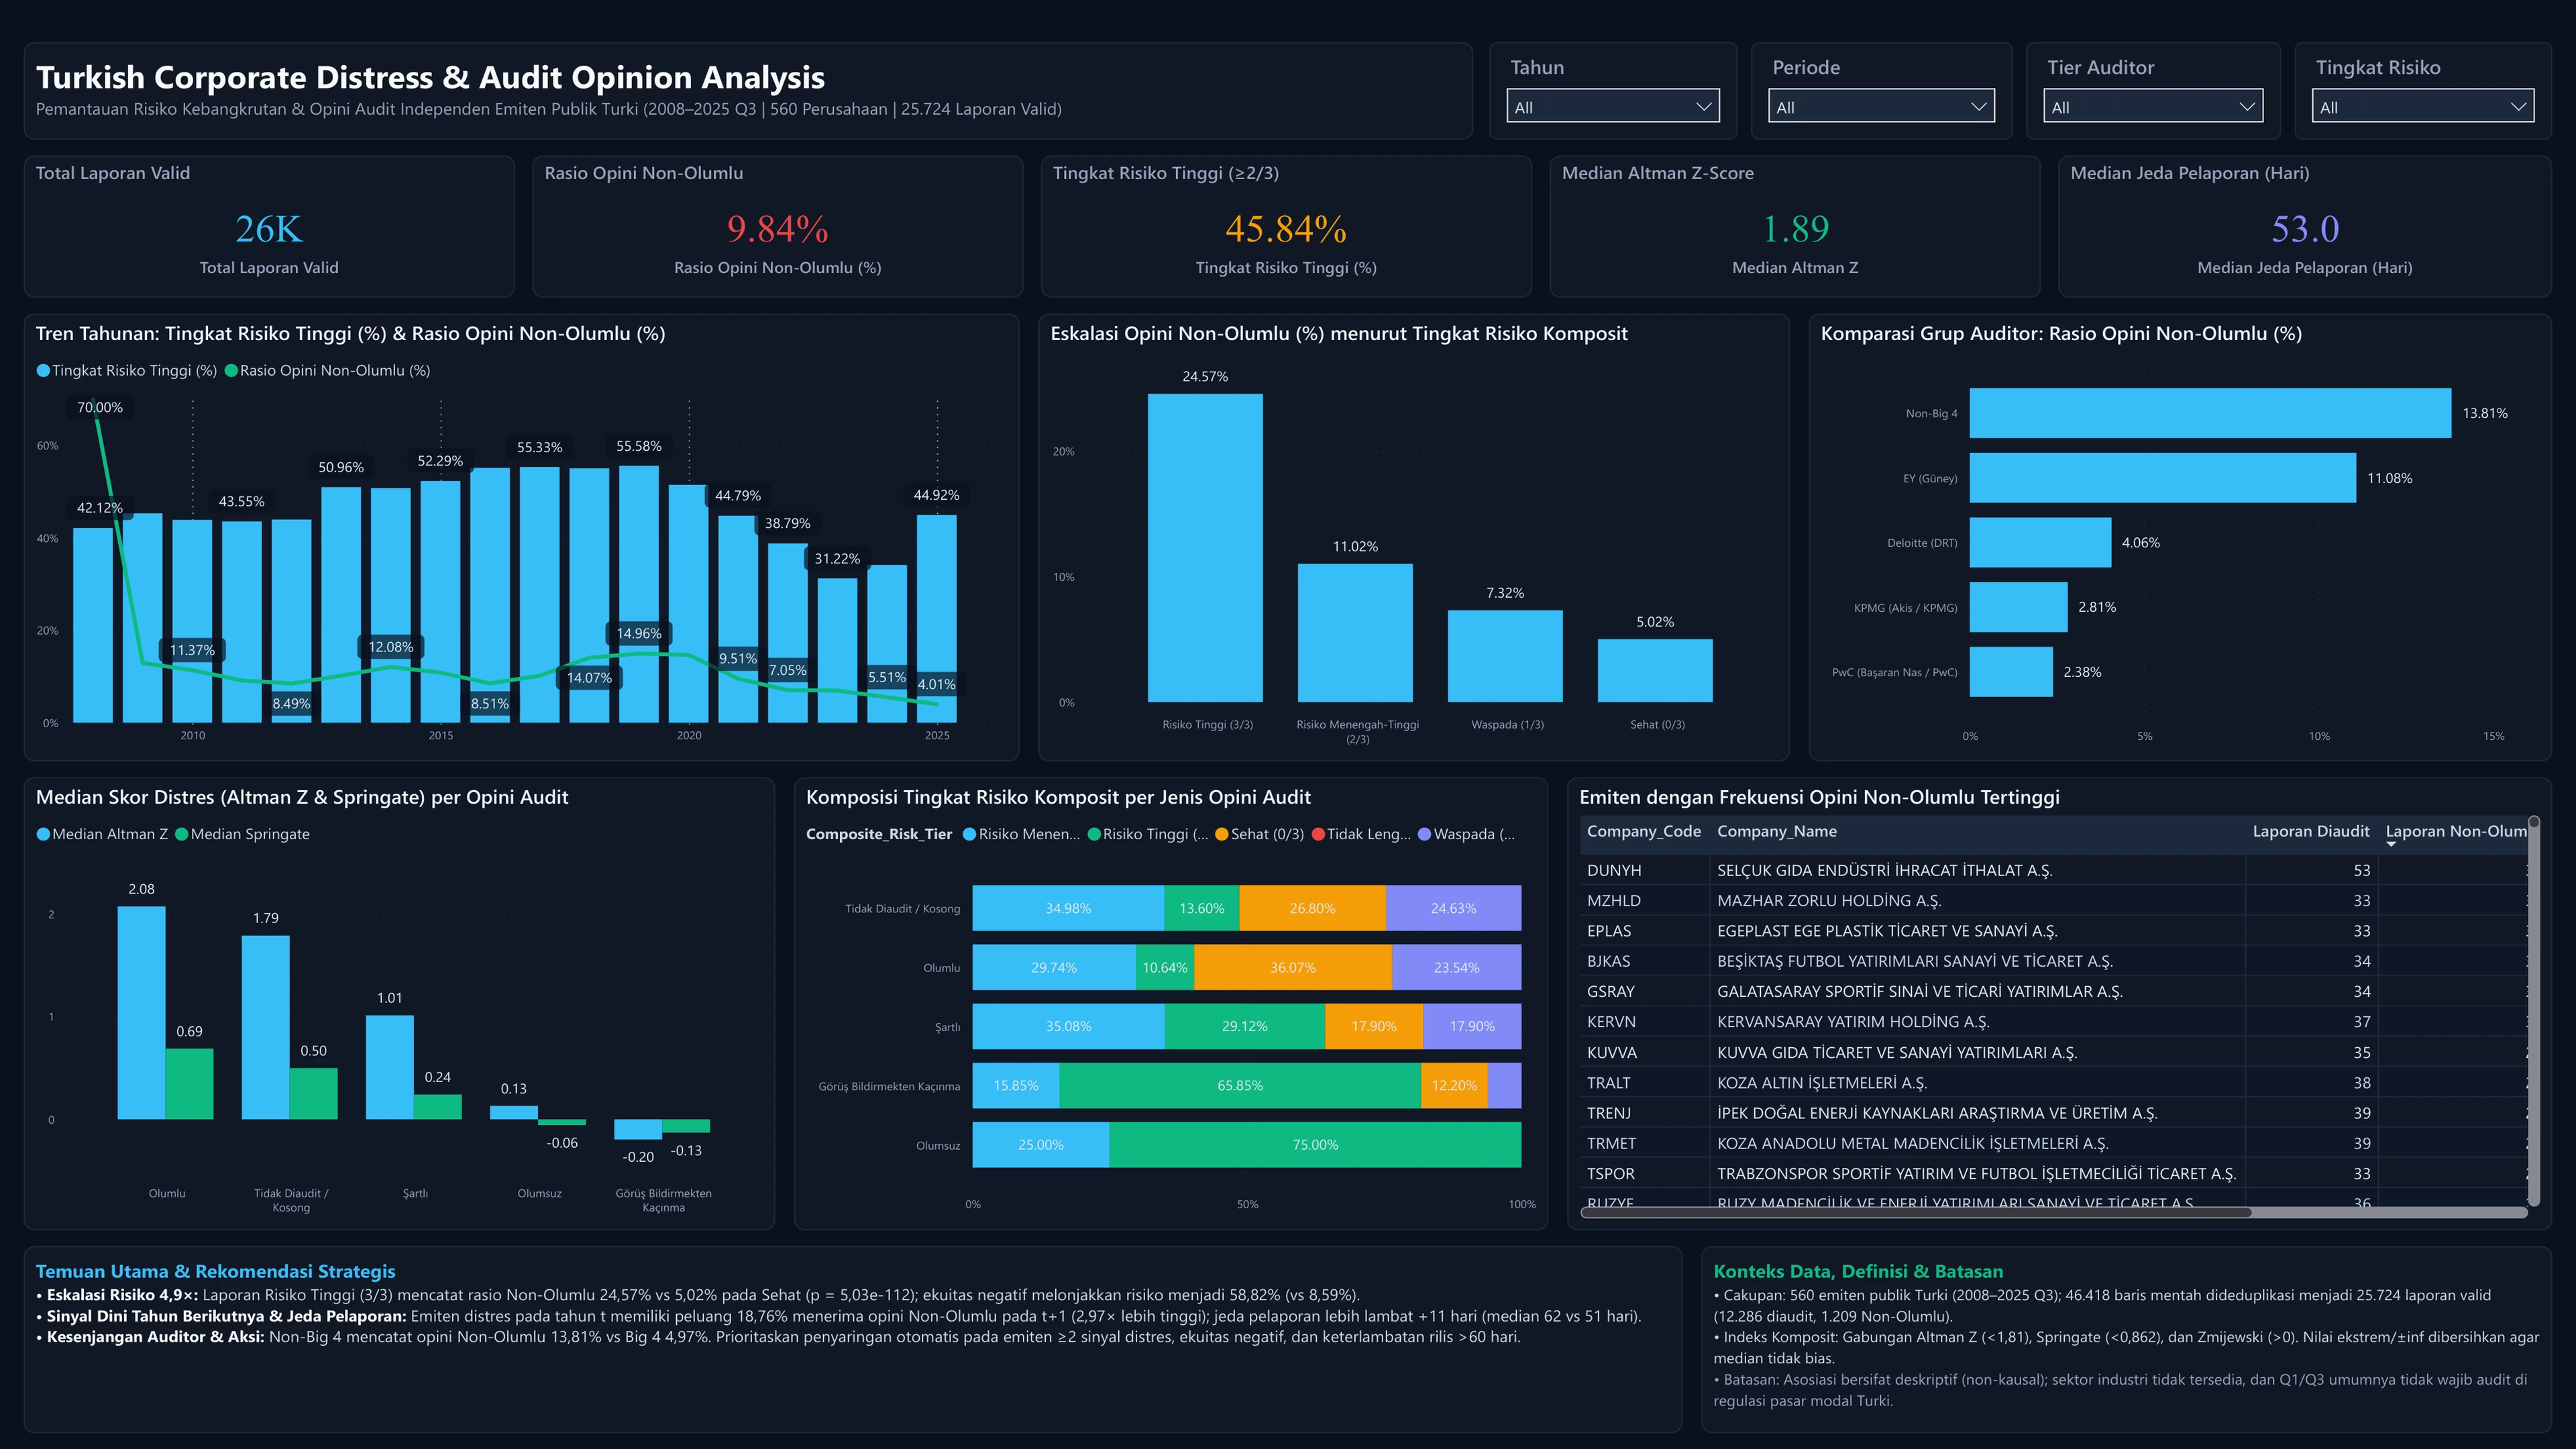 Turkish Corporate Distress & Audit Opinion Analysis
Pemantauan Risiko Kebangkrutan & Opini Audit Independen Emiten Publik Turki (2008–2025 Q3 | 560 Perusahaan | 25.724 Laporan Valid)
Tahun
All
Periode
All
Tier Auditor
All
Tingkat Risiko
All
Total Laporan Valid
26K
Total Laporan Valid
Rasio Opini Non-Olumlu
9.84%
Rasio Opini Non-Olumlu (%)
Tingkat Risiko Tinggi (≥2/3)
45.84%
Tingkat Risiko Tinggi (%)
Median Altman Z-Score
1.89
Median Altman Z
Median Jeda Pelaporan (Hari)
53.0
Median Jeda Pelaporan (Hari)
Tren Tahunan: Tingkat Risiko Tinggi (%) & Rasio Opini Non-Olumlu (%)
Tingkat Risiko Tinggi (%) Rasio Opini Non-Olumlu (%)
70.00%
60%
40%
20%
0%
42.12%
43.55%
50.96%
52.29%
55.33%
55.58%
44.79%
38.79%
31.22%
44.92%
11.37%
8.49%
12.08%
8.51%
14.07%
14.96%
9.51%
7.05%
5.51%
4.01%
2010
2015
2020
2025
Eskalasi Opini Non-Olumlu (%) menurut Tingkat Risiko Komposit
20%
10%
0%
24.57%
11.02%
7.32%
5.02%
Risiko Tinggi (3/3)
Risiko Menengah-Tinggi
(2/3)
Waspada (1/3)
Sehat (0/3)
Komparasi Grup Auditor: Rasio Opini Non-Olumlu (%)
Non-Big 4
13.81%
EY (Güney)
11.08%
Deloitte (DRT)
4.06%
KPMG (Akis / KPMG)
2.81%
PwC (Başaran Nas / PwC)
2.38%
0%
5%
10%
15%
Median Skor Distres (Altman Z & Springate) per Opini Audit
Median Altman Z Median Springate
2
1
0
2.08
0.69
1.79
0.50
1.01
0.24
0.13
-0.06
-0.20
-0.13
Olumlu
Tidak Diaudit /
Kosong
Şartlı
Olumsuz
Görüş Bildirmekten
Kaçınma
Komposisi Tingkat Risiko Komposit per Jenis Opini Audit
Composite_Risk_Tier Risiko Menen... Risiko Tinggi (... Sehat (0/3) Tidak Leng... Waspada (...
Tidak Diaudit / Kosong
34.98% 13.60% 26.80% 24.63%
Olumlu
29.74% 10.64% 36.07% 23.54%
Şartlı
35.08% 29.12% 17.90% 17.90%
Görüş Bildirmekten Kaçınma
15.85% 65.85% 12.20%
Olumsuz
25.00% 75.00%
0%
50%
100%
Emiten dengan Frekuensi Opini Non-Olumlu Tertinggi
Company_Code Company_Name Laporan Diaudit Laporan Non-Olum
DUNYH SELÇUK GIDA ENDÜSTRİ İHRACAT İTHALAT A.Ş. 53
MZHLD MAZHAR ZORLU HOLDİNG A.Ş. 33
EPLAS EGEPLAST EGE PLASTİK TİCARET VE SANAYİ A.Ş. 33
BJKAS BEŞİKTAŞ FUTBOL YATIRIMLARI SANAYİ VE TİCARET A.Ş. 34
GSRAY GALATASARAY SPORTİF SINAİ VE TİCARİ YATIRIMLAR A.Ş. 34
KERVN KERVANSARAY YATIRIM HOLDİNG A.Ş. 37
KUVVA KUVVA GIDA TİCARET VE SANAYİ YATIRIMLARI A.Ş. 35
TRALT KOZA ALTIN İŞLETMELERİ A.Ş. 38
TRENJ İPEK DOĞAL ENERJİ KAYNAKLARI ARAŞTIRMA VE ÜRETİM A.Ş. 39
TRMET KOZA ANADOLU METAL MADENCİLİK İŞLETMELERİ A.Ş. 39
TSPOR TRABZONSPOR SPORTİF YATIRIM VE FUTBOL İŞLETMECİLİĞİ TİCARET A.Ş. 33
RUZYE RUZY MADENCİLİK VE ENERJİ YATIRIMLARI SANAYİ VE TİCARET A.Ş. 36
Temuan Utama & Rekomendasi Strategis
• Eskalasi Risiko 4,9×: Laporan Risiko Tinggi (3/3) mencatat rasio Non-Olumlu 24,57% vs 5,02% pada Sehat (p = 5,03e-112); ekuitas negatif melonjakkan risiko menjadi 58,82% (vs 8,59%).
• Sinyal Dini Tahun Berikutnya & Jeda Pelaporan: Emiten distres pada tahun t memiliki peluang 18,76% menerima opini Non-Olumlu pada t+1 (2,97× lebih tinggi); jeda pelaporan lebih lambat +11 hari (median 62 vs 51 hari).
• Kesenjangan Auditor & Aksi: Non-Big 4 mencatat opini Non-Olumlu 13,81% vs Big 4 4,97%. Prioritaskan penyaringan otomatis pada emiten ≥2 sinyal distres, ekuitas negatif, dan keterlambatan rilis >60 hari.
Konteks Data, Definisi & Batasan
• Cakupan: 560 emiten publik Turki (2008–2025 Q3); 46.418 baris mentah dideduplikasi menjadi 25.724 laporan valid
(12.286 diaudit, 1.209 Non-Olumlu).
• Indeks Komposit: Gabungan Altman Z (<1,81), Springate (<0,862), dan Zmijewski (>0). Nilai ekstrem/±inf dibersihkan agar
median tidak bias.
• Batasan: Asosiasi bersifat deskriptif (non-kausal); sektor industri tidak tersedia, dan Q1/Q3 umumnya tidak wajib audit di
regulasi pasar modal Turki.